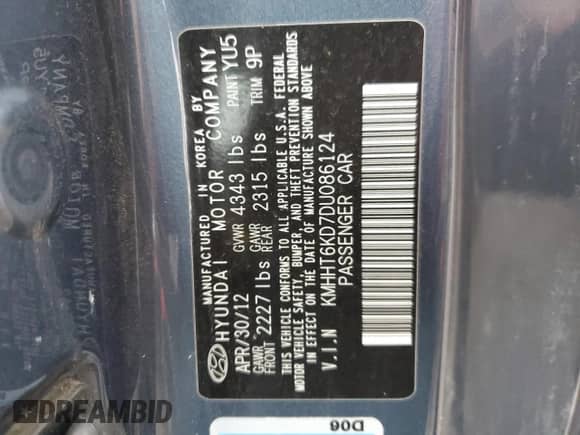 MANUFACTURED IN KOREA BY
HYUNDAI MOTOR COMPANY
APR/30/12 GVWR 4343 lbs PAINT YU5
GAWR FRONT 2227 lbs GAWR REAR 2315 lbs TRIM 9P
THIS VEHICLE CONFORMS TO ALL APPLICABLE U.S.A. FEDERAL
MOTOR VEHICLE SAFETY, BUMPER, AND THEFT PREVENTION STANDARDS
IN EFFECT ON THE DATE OF MANUFACTURE SHOWN ABOVE
V.I.N KMHHT6KD7DU086124
PASSENGER CAR
D06
DREAMBID